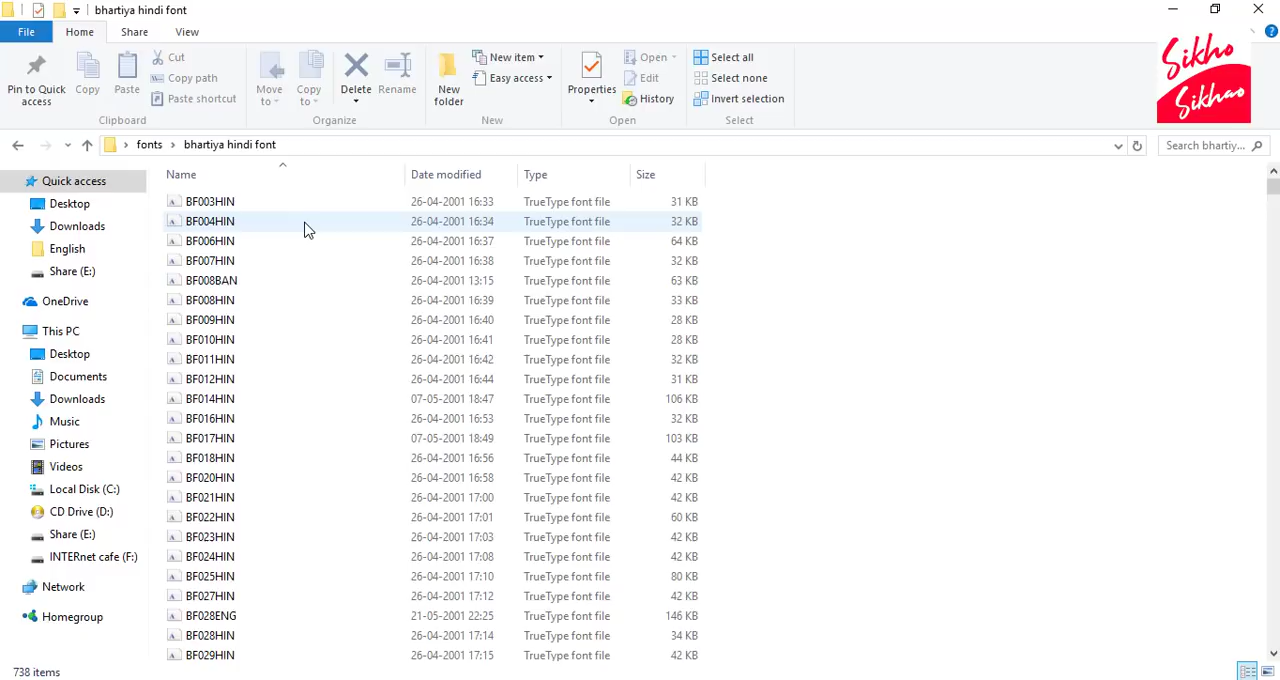 bhartiya hindi font
File Home Share View
Pin to Quick access
Copy
Paste
Cut
Copy path
Paste shortcut
Clipboard
Move to
Copy to
Delete
Rename
Organize
New folder
New item
Easy access
New
Properties
Open
Edit
History
Open
Select all
Select none
Invert selection
Select
Sikho
Sikhao
fonts bhartiya hindi font
Search bhartiy...
Quick access
Desktop
Downloads
English
Share (E:)
OneDrive
This PC
Desktop
Documents
Downloads
Music
Pictures
Videos
Local Disk (C:)
CD Drive (D:)
Share (E:)
INTERnet cafe (F:)
Network
Homegroup
Name Date modified Type Size
BF003HIN 26-04-2001 16:33 TrueType font file 31 KB
BF004HIN 26-04-2001 16:34 TrueType font file 32 KB
BF006HIN 26-04-2001 16:37 TrueType font file 64 KB
BF007HIN 26-04-2001 16:38 TrueType font file 32 KB
BF008BAN 26-04-2001 13:15 TrueType font file 63 KB
BF008HIN 26-04-2001 16:39 TrueType font file 33 KB
BF009HIN 26-04-2001 16:40 TrueType font file 28 KB
BF010HIN 26-04-2001 16:41 TrueType font file 28 KB
BF011HIN 26-04-2001 16:42 TrueType font file 32 KB
BF012HIN 26-04-2001 16:44 TrueType font file 31 KB
BF014HIN 07-05-2001 18:47 TrueType font file 106 KB
BF016HIN 26-04-2001 16:53 TrueType font file 32 KB
BF017HIN 07-05-2001 18:49 TrueType font file 103 KB
BF018HIN 26-04-2001 16:56 TrueType font file 44 KB
BF020HIN 26-04-2001 16:58 TrueType font file 42 KB
BF021HIN 26-04-2001 17:00 TrueType font file 42 KB
BF022HIN 26-04-2001 17:01 TrueType font file 60 KB
BF023HIN 26-04-2001 17:03 TrueType font file 42 KB
BF024HIN 26-04-2001 17:08 TrueType font file 42 KB
BF025HIN 26-04-2001 17:10 TrueType font file 80 KB
BF027HIN 26-04-2001 17:12 TrueType font file 42 KB
BF028ENG 21-05-2001 22:25 TrueType font file 146 KB
BF028HIN 26-04-2001 17:14 TrueType font file 34 KB
BF029HIN 26-04-2001 17:15 TrueType font file 42 KB
738 items